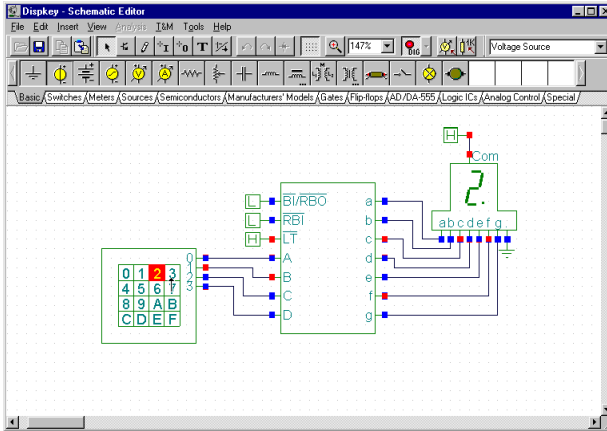 Dispkey - Schematic Editor
File Edit Insert View Analysis T&M Tools Help
T 147% DIG Voltage Source
Basic Switches Meters Sources Semiconductors Manufacturers' Models Gates Flip-flops AD/DA-555 Logic ICs Analog Control Special
H
Com
2.
a b c d e f g
L BI/RBO a
L RBI b
H LT c
0 A d
1 B e
2 C f
3 D g
0 1 2 3
4 5 6 7
8 9 A B
C D E F